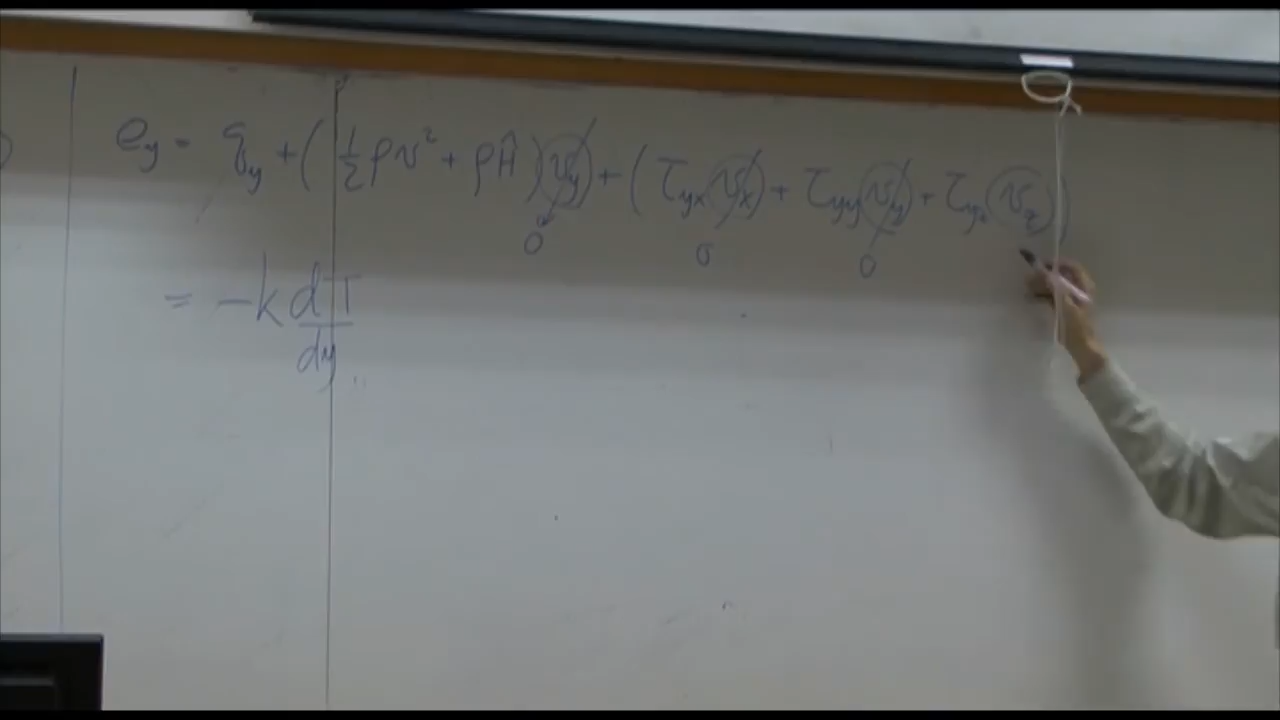 e_y = q_y + (½ρv² + ρĤ)v_y + (τ_yx v_x) + τ_yy v_y + τ_yz v_z)
0 0 0
= -k dT/dy